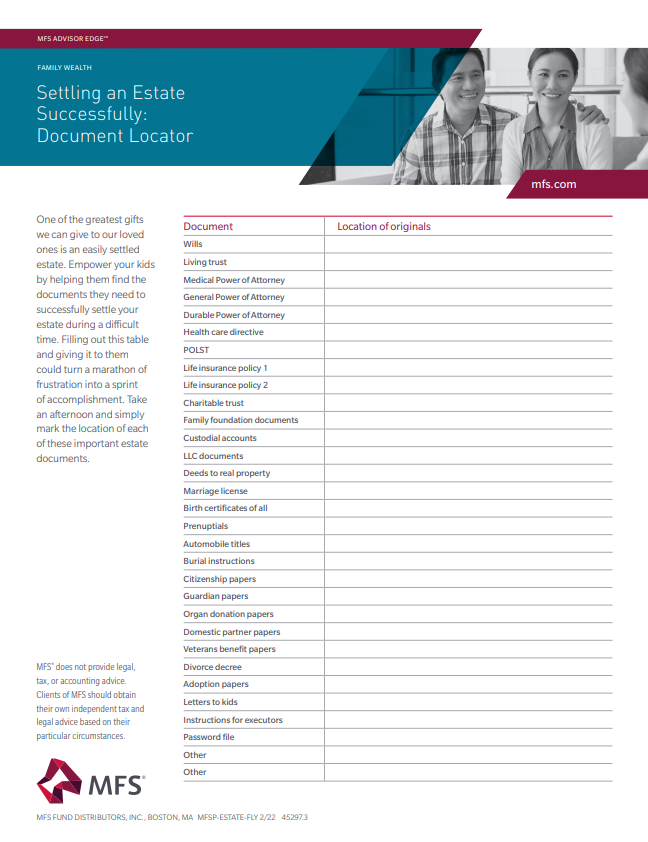 MFS ADVISOR EDGE℠
FAMILY WEALTH
Settling an Estate
Successfully:
Document Locator
mfs.com
One of the greatest gifts
we can give to our loved
ones is an easily settled
estate. Empower your kids
by helping them find the
documents they need to
successfully settle your
estate during a difficult
time. Filling out this table
and giving it to them
could turn a marathon of
frustration into a sprint
of accomplishment. Take
an afternoon and simply
mark the location of each
of these important estate
documents.
Document Location of originals
Wills
Living trust
Medical Power of Attorney
General Power of Attorney
Durable Power of Attorney
Health care directive
POLST
Life insurance policy 1
Life insurance policy 2
Charitable trust
Family foundation documents
Custodial accounts
LLC documents
Deeds to real property
Marriage license
Birth certificates of all
Prenuptials
Automobile titles
Burial instructions
Citizenship papers
Guardian papers
Organ donation papers
Domestic partner papers
Veterans benefit papers
Divorce decree
Adoption papers
Letters to kids
Instructions for executors
Password file
Other
Other
MFS® does not provide legal,
tax, or accounting advice.
Clients of MFS should obtain
their own independent tax and
legal advice based on their
particular circumstances.
MFS®
MFS FUND DISTRIBUTORS, INC., BOSTON, MA MFSP-ESTATE-FLY 2/22 45297.3